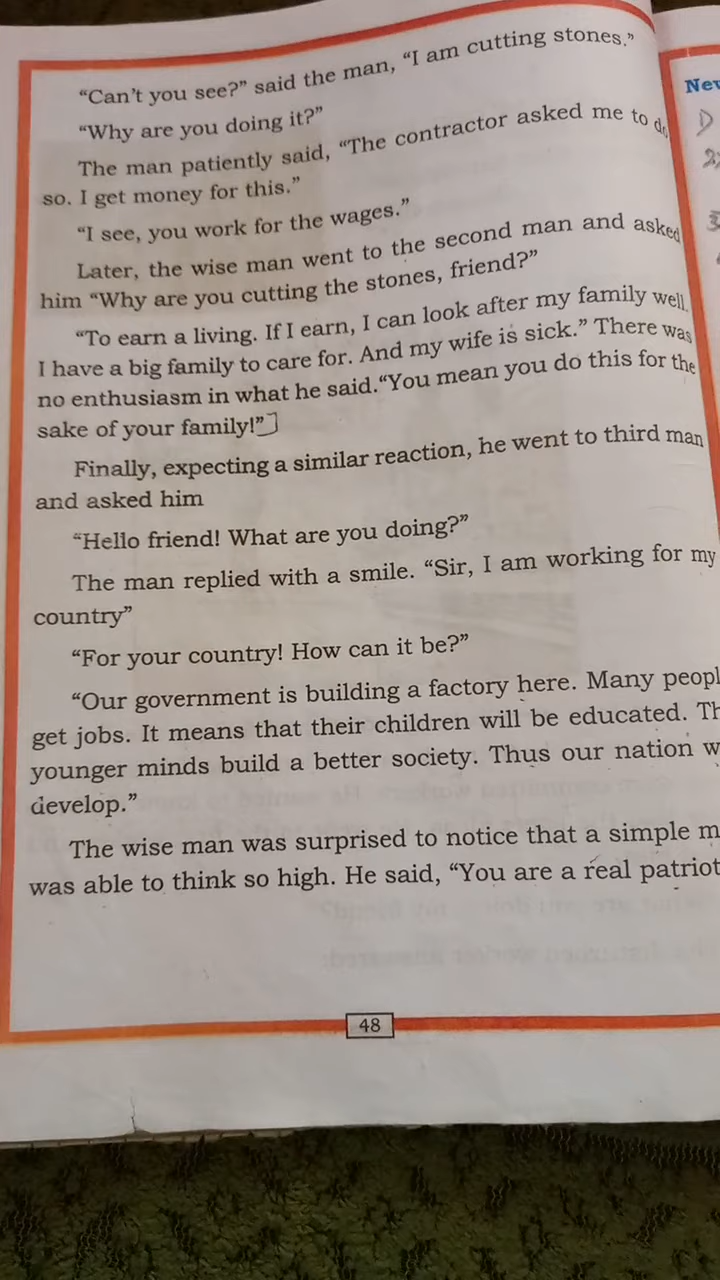 “Can’t you see?” said the man, “I am cutting stones.”
“Why are you doing it?”
The man patiently said, “The contractor asked me to do
so. I get money for this.”
“I see, you work for the wages.”
Later, the wise man went to the second man and asked
him “Why are you cutting the stones, friend?”
“To earn a living. If I earn, I can look after my family well.
I have a big family to care for. And my wife is sick.” There was
no enthusiasm in what he said.“You mean you do this for the
sake of your family!”
Finally, expecting a similar reaction, he went to third man
and asked him
“Hello friend! What are you doing?”
The man replied with a smile. “Sir, I am working for my
country”
“For your country! How can it be?”
“Our government is building a factory here. Many peopl
get jobs. It means that their children will be educated. Th
younger minds build a better society. Thus our nation w
develop.”
The wise man was surprised to notice that a simple m
was able to think so high. He said, “You are a real patriot
48